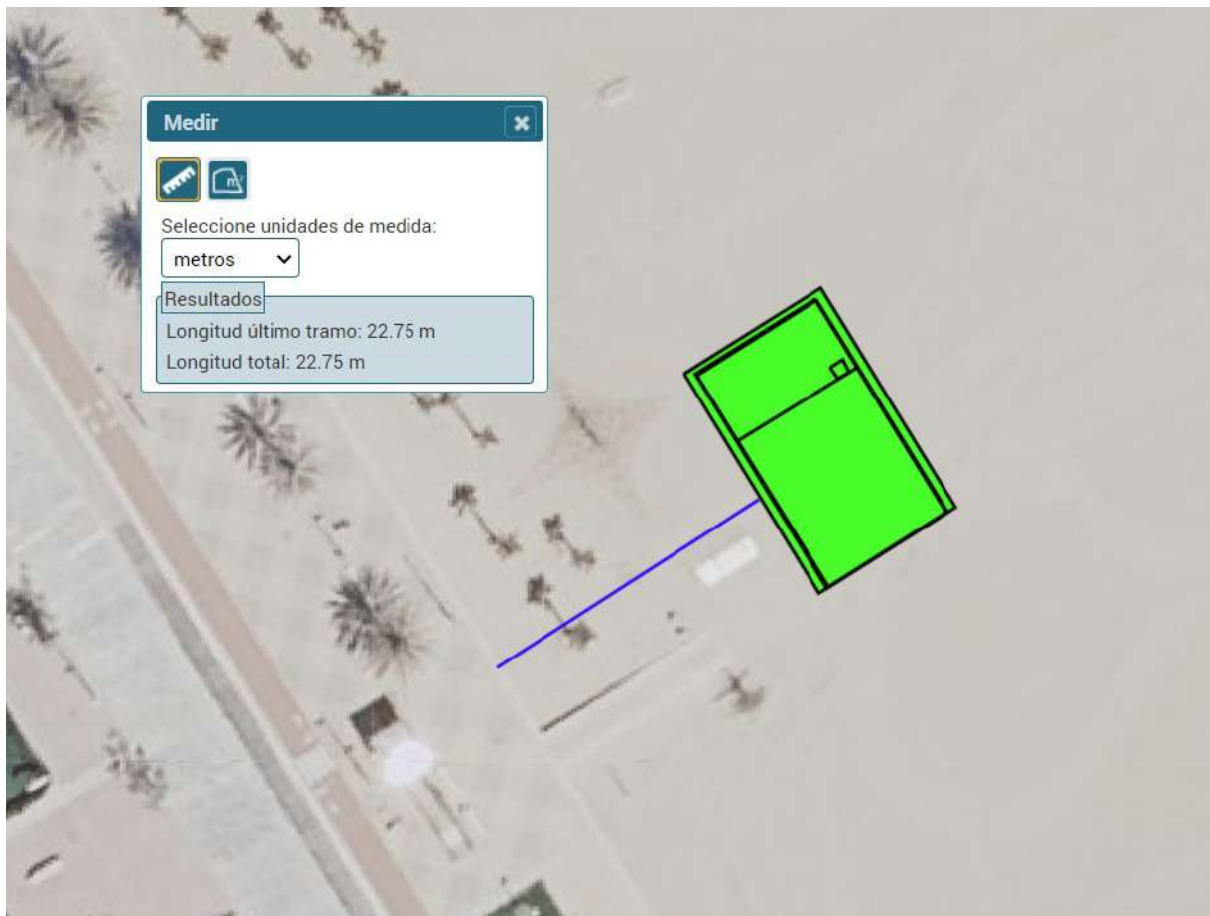 Medir
Seleccione unidades de medida:
metros
Resultados
Longitud último tramo: 22.75 m
Longitud total: 22.75 m